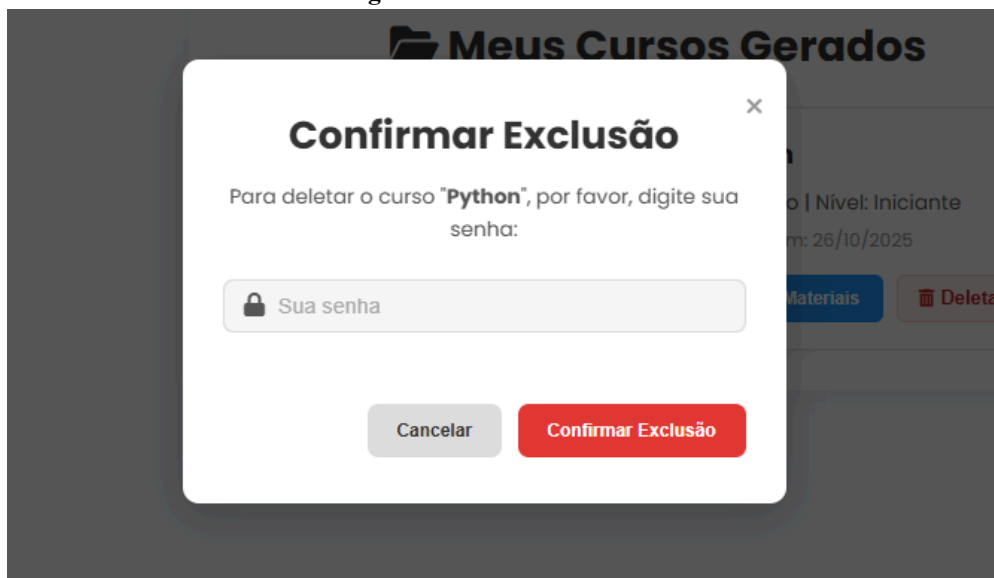 Meus Cursos Gerados
×
Confirmar Exclusão
Para deletar o curso "Python", por favor, digite sua
senha:
o | Nível: Iniciante
m: 26/10/2025
Sua senha
Materiais
Deleta
Cancelar
Confirmar Exclusão